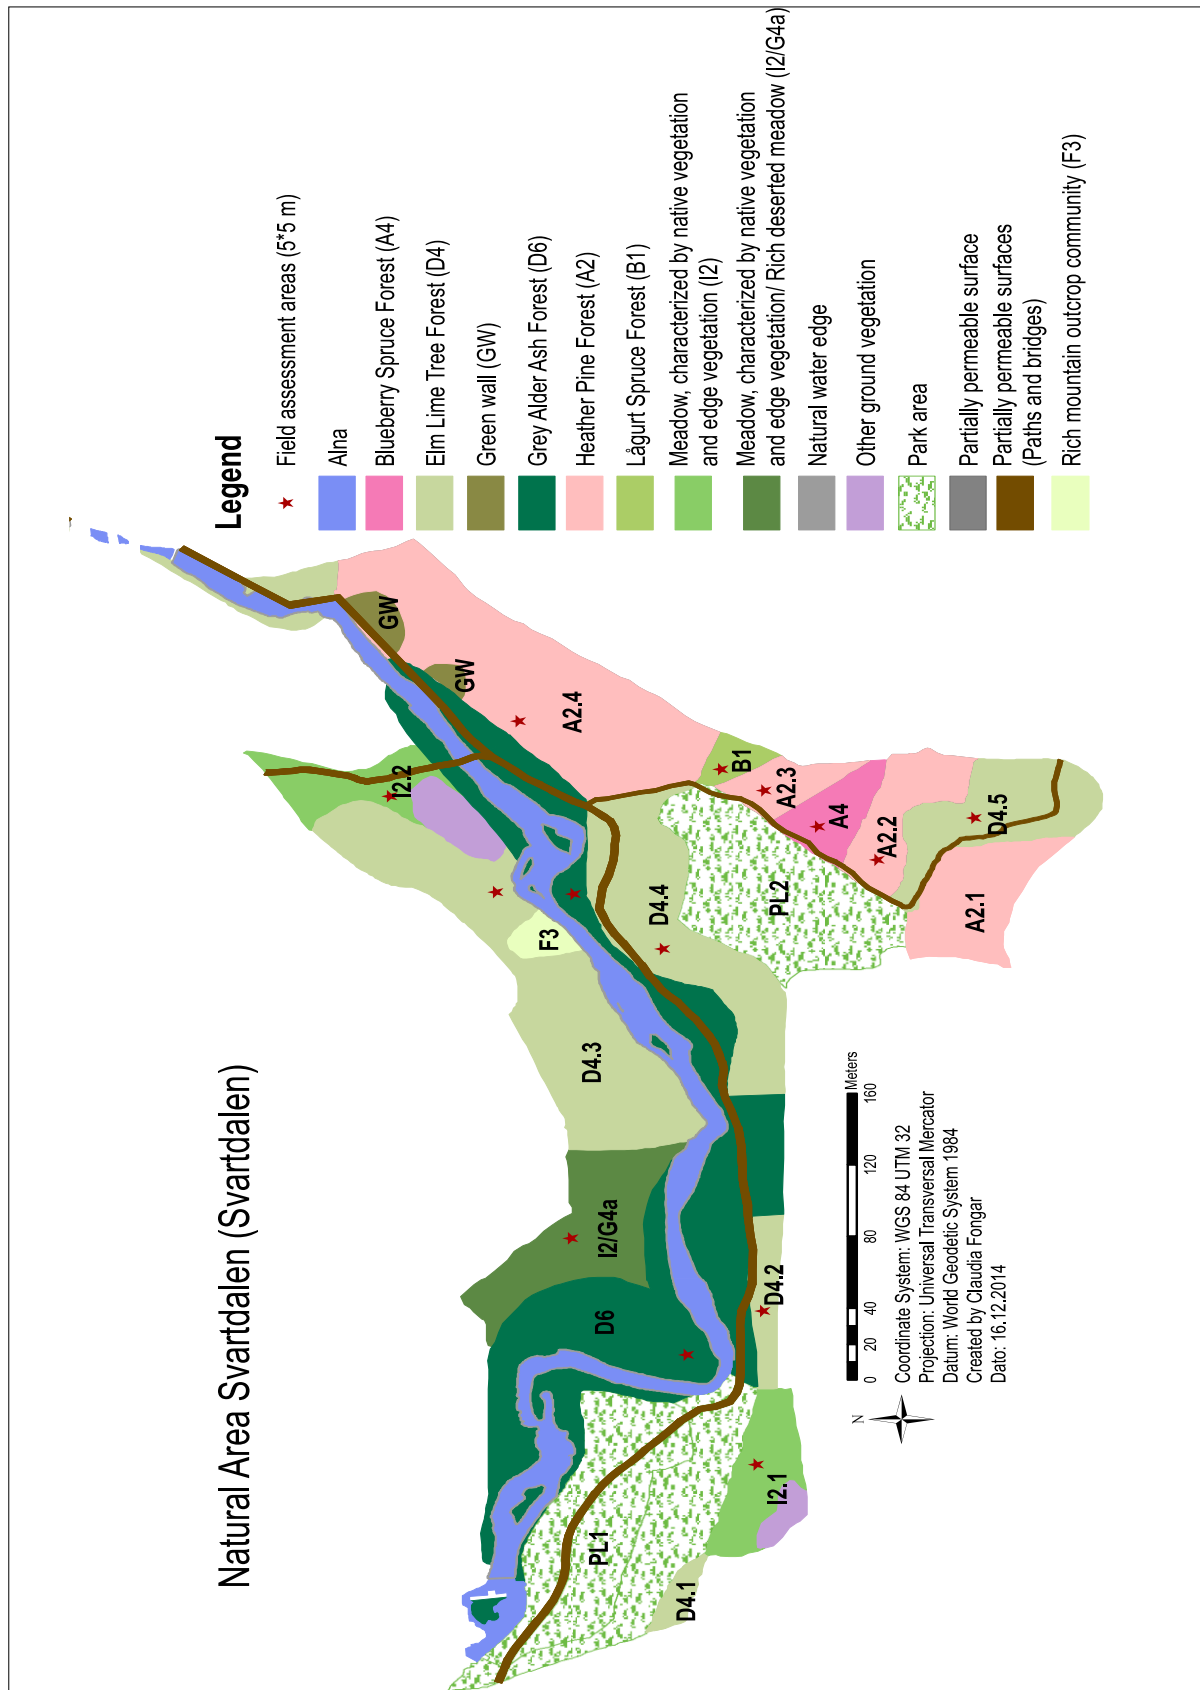 Natural Area Svartdalen (Svartdalen)
Legend
Field assessment areas (5*5 m)
Alna
Blueberry Spruce Forest (A4)
Elm Lime Tree Forest (D4)
Green wall (GW)
Grey Alder Ash Forest (D6)
Heather Pine Forest (A2)
Lågurt Spruce Forest (B1)
Meadow, characterized by native vegetation
and edge vegetation (I2)
Meadow, characterized by native vegetation
and edge vegetation/ Rich deserted meadow (I2/G4a)
Natural water edge
Other ground vegetation
Park area
Partially permeable surface
Partially permeable surfaces
(Paths and bridges)
Rich mountain outcrop community (F3)
GW
GW
I2.2
A2.4
B1
A2.3
A4
A2.2
D4.5
A2.1
PL2
D4.4
F3
D4.3
I2/G4a
D6
D4.2
I2.1
PL1
D4.1
0 20 40 80 120 160
Meters
N
Coordinate System: WGS 84 UTM 32
Projection: Universal Transversal Mercator
Datum: World Geodetic System 1984
Created by Claudia Fongar
Dato: 16.12.2014